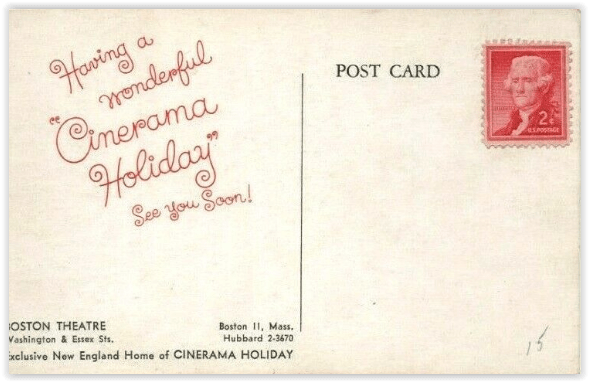 Having a
wonderful
"Cinerama
Holiday"
See you Soon!
POST CARD
2¢
U.S. POSTAGE
BOSTON THEATRE
Washington & Essex Sts.
Boston 11, Mass.
Hubbard 2-3670
xclusive New England Home of CINERAMA HOLIDAY
15